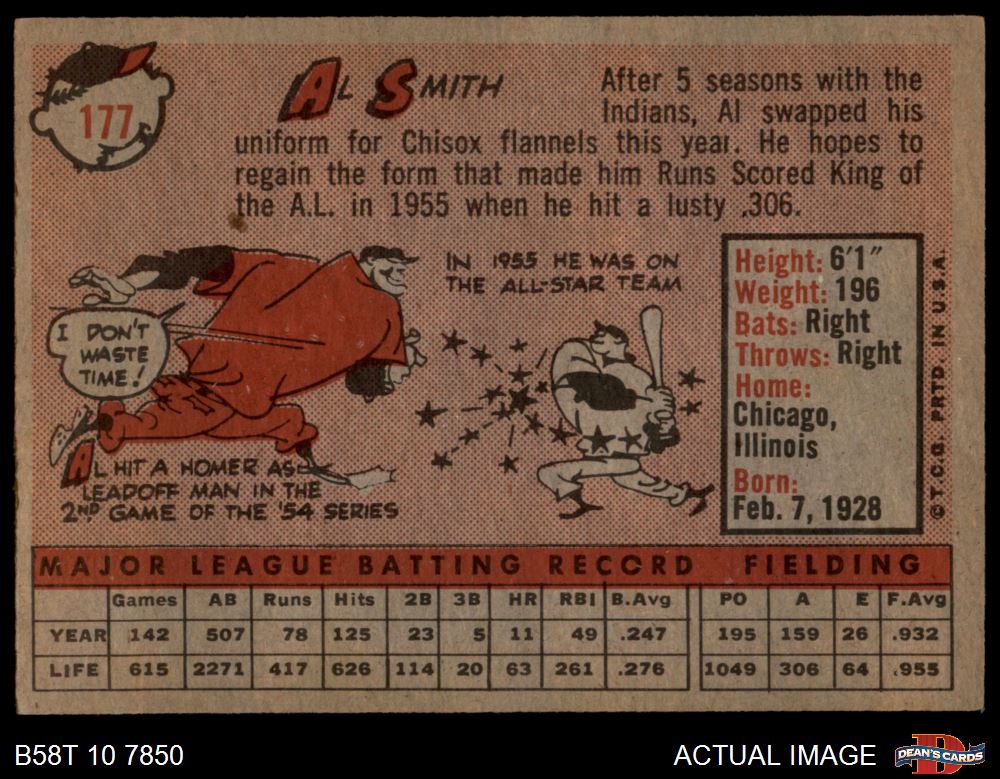 177
AL SMITH
After 5 seasons with the
Indians, Al swapped his
uniform for Chisox flannels this year. He hopes to
regain the form that made him Runs Scored King of
the A.L. in 1955 when he hit a lusty .306.
I DON'T
WASTE
TIME!
AL HIT A HOMER AS
LEADOFF MAN IN THE
2ND GAME OF THE '54 SERIES
IN 1955 HE WAS ON
THE ALL-STAR TEAM
Height: 6'1"
Weight: 196
Bats: Right
Throws: Right
Home:
Chicago,
Illinois
Born:
Feb. 7, 1928
© T.C.G. PRTD. IN U.S.A.
MAJOR LEAGUE BATTING RECORD FIELDING
Games AB Runs Hits 2B 3B HR RBI B.Avg PO A E F.Avg
YEAR 142 507 78 125 23 5 11 49 .247 195 159 26 .932
LIFE 615 2271 417 626 114 20 63 261 .276 1049 306 64 .955
B58T 10 7850
ACTUAL IMAGE
D
DEAN'S CARDS